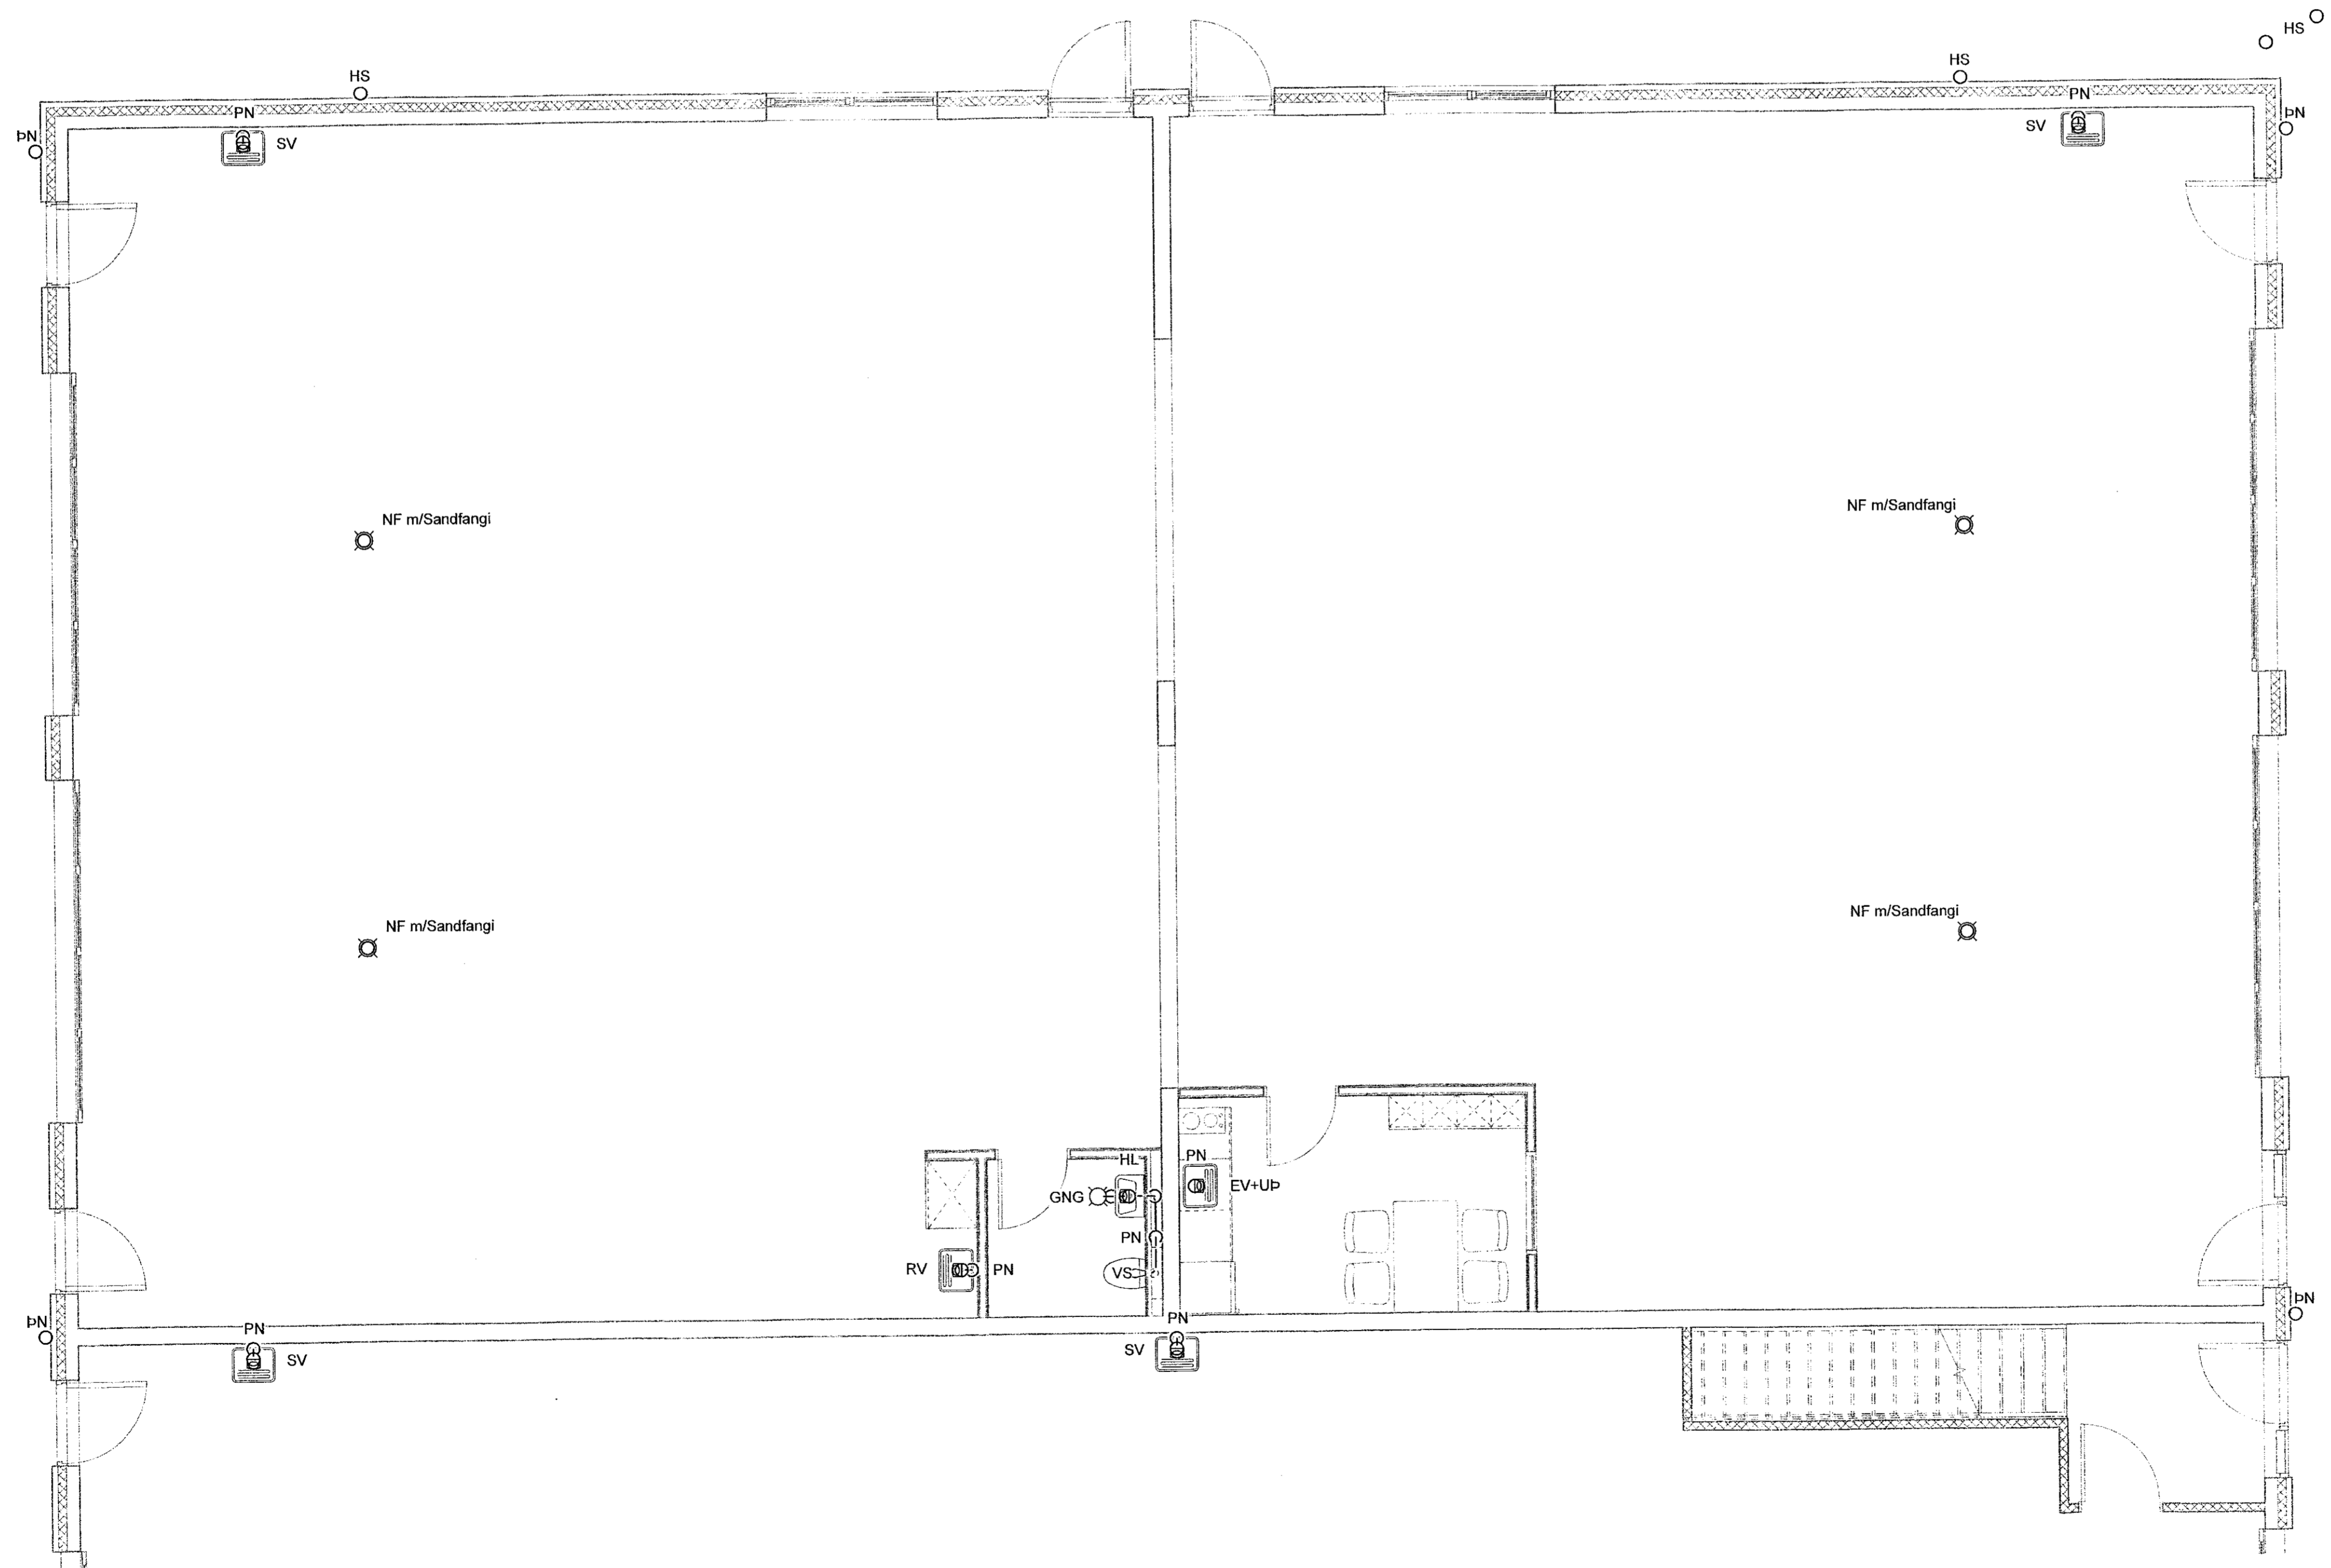 HS
HS
HS
PN
PN
ÞN
SV
SV
ÞN
NF m/Sandfangi
NF m/Sandfangi
NF m/Sandfangi
NF m/Sandfangi
HL
PN
GNG
EV+UÞ
PN
RV
PN
VS
ÞN
PN
SV
PN
SV
ÞN